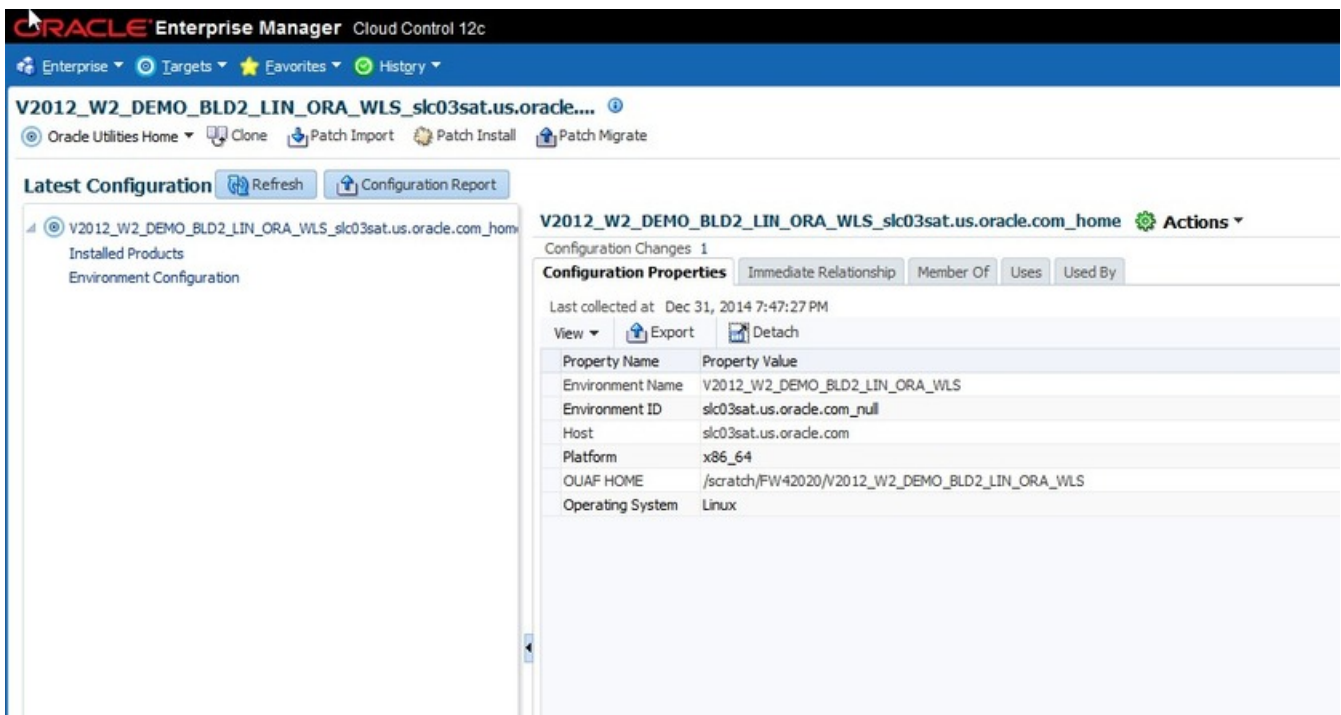 ORACLE Enterprise Manager Cloud Control 12c
Enterprise Targets Favorites History
V2012_W2_DEMO_BLD2_LIN_ORA_WLS_slc03sat.us.oracle....
Oracle Utilities Home Clone Patch Import Patch Install Patch Migrate
Latest Configuration Refresh Configuration Report
V2012_W2_DEMO_BLD2_LIN_ORA_WLS_slc03sat.us.oracle.com_hom
Installed Products
Environment Configuration
V2012_W2_DEMO_BLD2_LIN_ORA_WLS_slc03sat.us.oracle.com_home Actions
Configuration Changes 1
Configuration Properties Immediate Relationship Member Of Uses Used By
Last collected at Dec 31, 2014 7:47:27 PM
View Export Detach
Property Name Property Value
Environment Name V2012_W2_DEMO_BLD2_LIN_ORA_WLS
Environment ID slc03sat.us.oracle.com_null
Host slc03sat.us.oracle.com
Platform x86_64
OUAF HOME /scratch/FW42020/V2012_W2_DEMO_BLD2_LIN_ORA_WLS
Operating System Linux